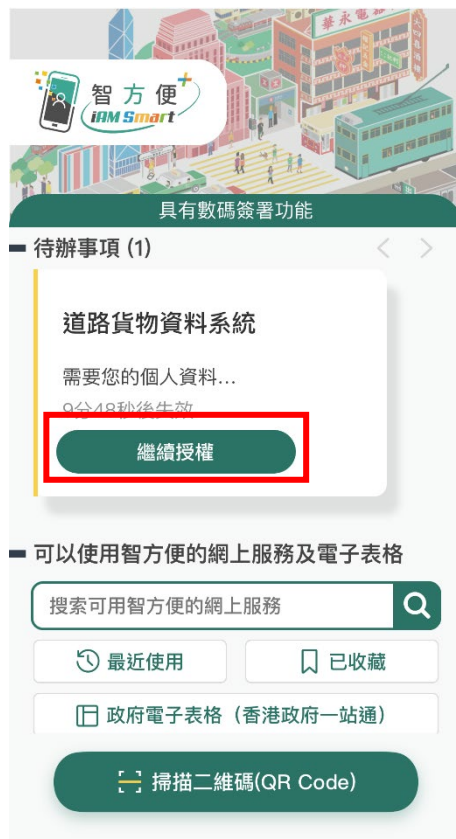 華永電
智方便
iAM Smart
具有數碼簽署功能
待辦事項 (1)
道路貨物資料系統
需要您的個人資料...
9分48秒後失效
繼續授權
可以使用智方便的網上服務及電子表格
搜索可用智方便的網上服務
最近使用
已收藏
政府電子表格（香港政府一站通）
掃描二維碼(QR Code)